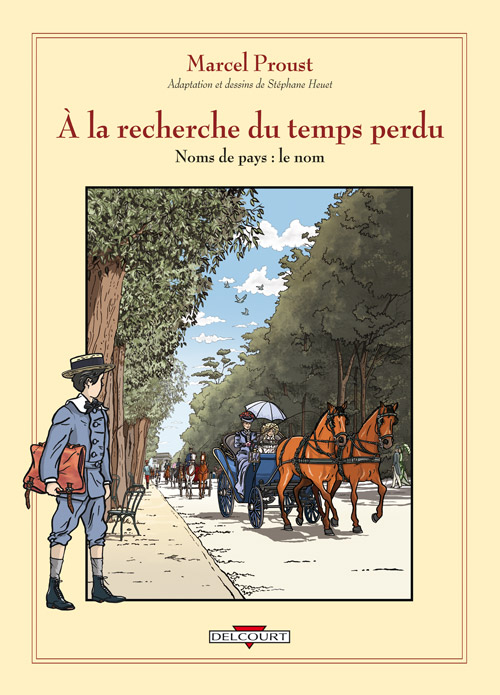 Marcel Proust
Adaptation et dessins de Stéphane Heuet
À la recherche du temps perdu
Noms de pays : le nom
DELCOURT